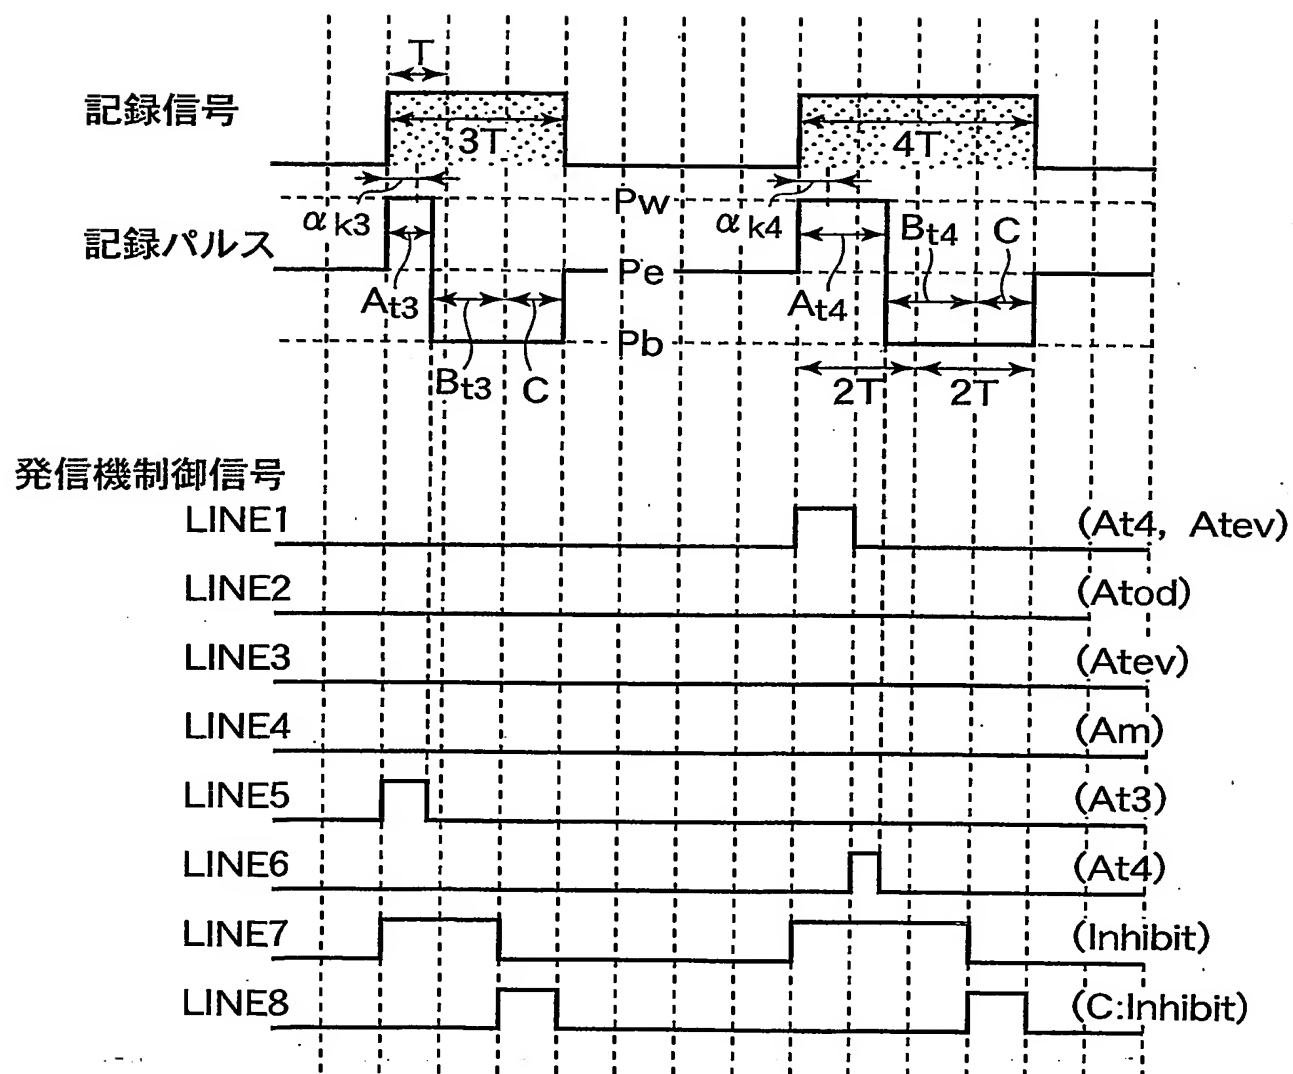 T
記録信号
3T
4T
αk3
Pw
αk4
Bt4
C
記録パルス
Pe
At3
At4
Pb
Bt3
C
2T
2T
発信機制御信号
LINE1
(At4, Atev)
LINE2
(Atod)
LINE3
(Atev)
LINE4
(Am)
LINE5
(At3)
LINE6
(At4)
LINE7
(Inhibit)
LINE8
(C:Inhibit)